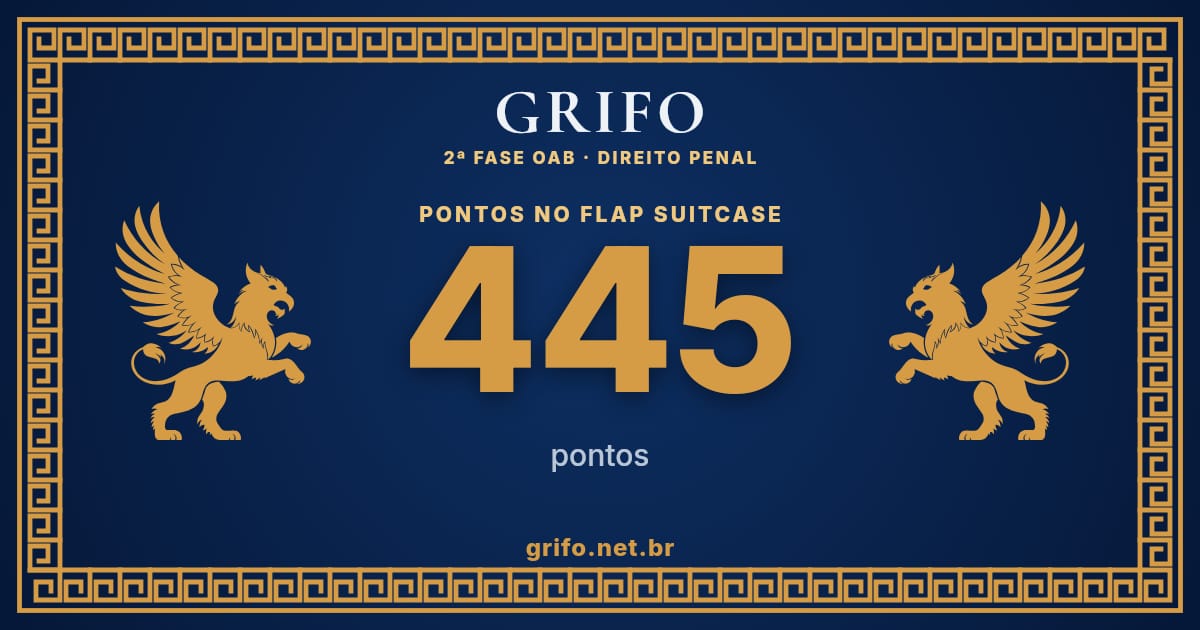 GRIFO
2ª FASE OAB · DIREITO PENAL
PONTOS NO FLAP SUITCASE
445
pontos
grifo.net.br